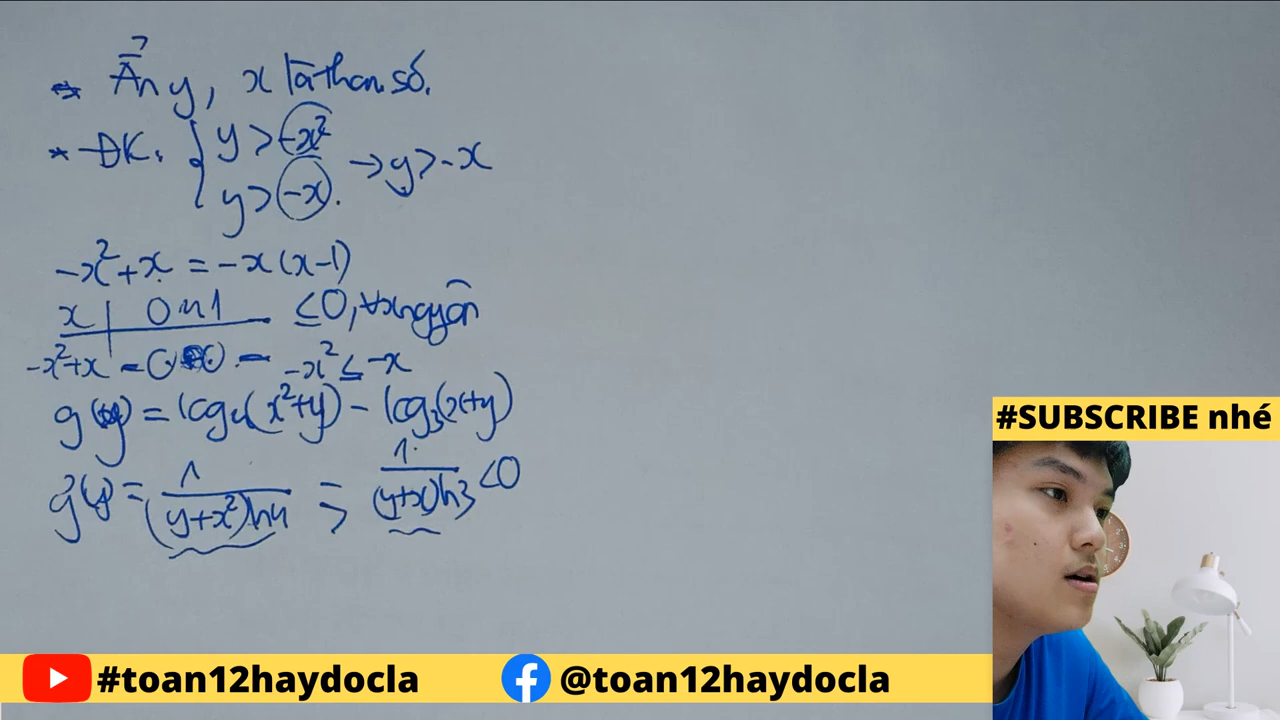 * Ẩn y, x là tham số.
* ĐK: { y > -x²
y > -x. → y > -x
-x² + x = -x(x-1)
x | 0 1 ≤ 0, ∀x nguyên
-x²+x - 0 0 - -x² ≤ -x
g(y) = log₄(x²+y) - log₃(x+y)
g'(y) = 1/((y+x²)ln4) - 1/((y+x)ln3) < 0
>
#SUBSCRIBE nhé
#toan12haydocla
@toan12haydocla